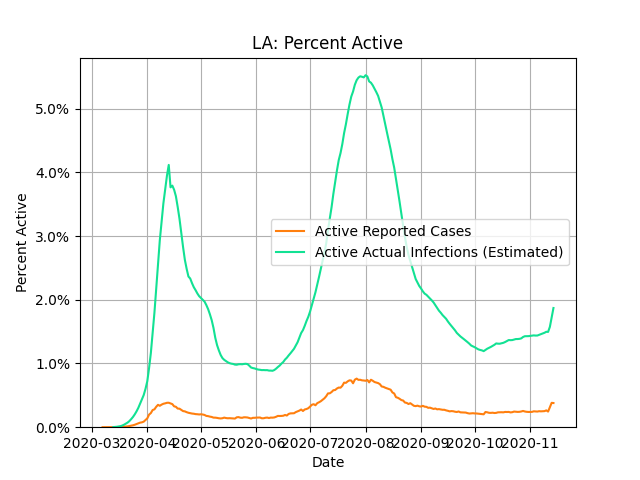 LA: Percent Active
Percent Active
5.0%
4.0%
3.0%
2.0%
1.0%
0.0%
Active Reported Cases
Active Actual Infections (Estimated)
2020-03 2020-04 2020-05 2020-06 2020-07 2020-08 2020-09 2020-10 2020-11
Date